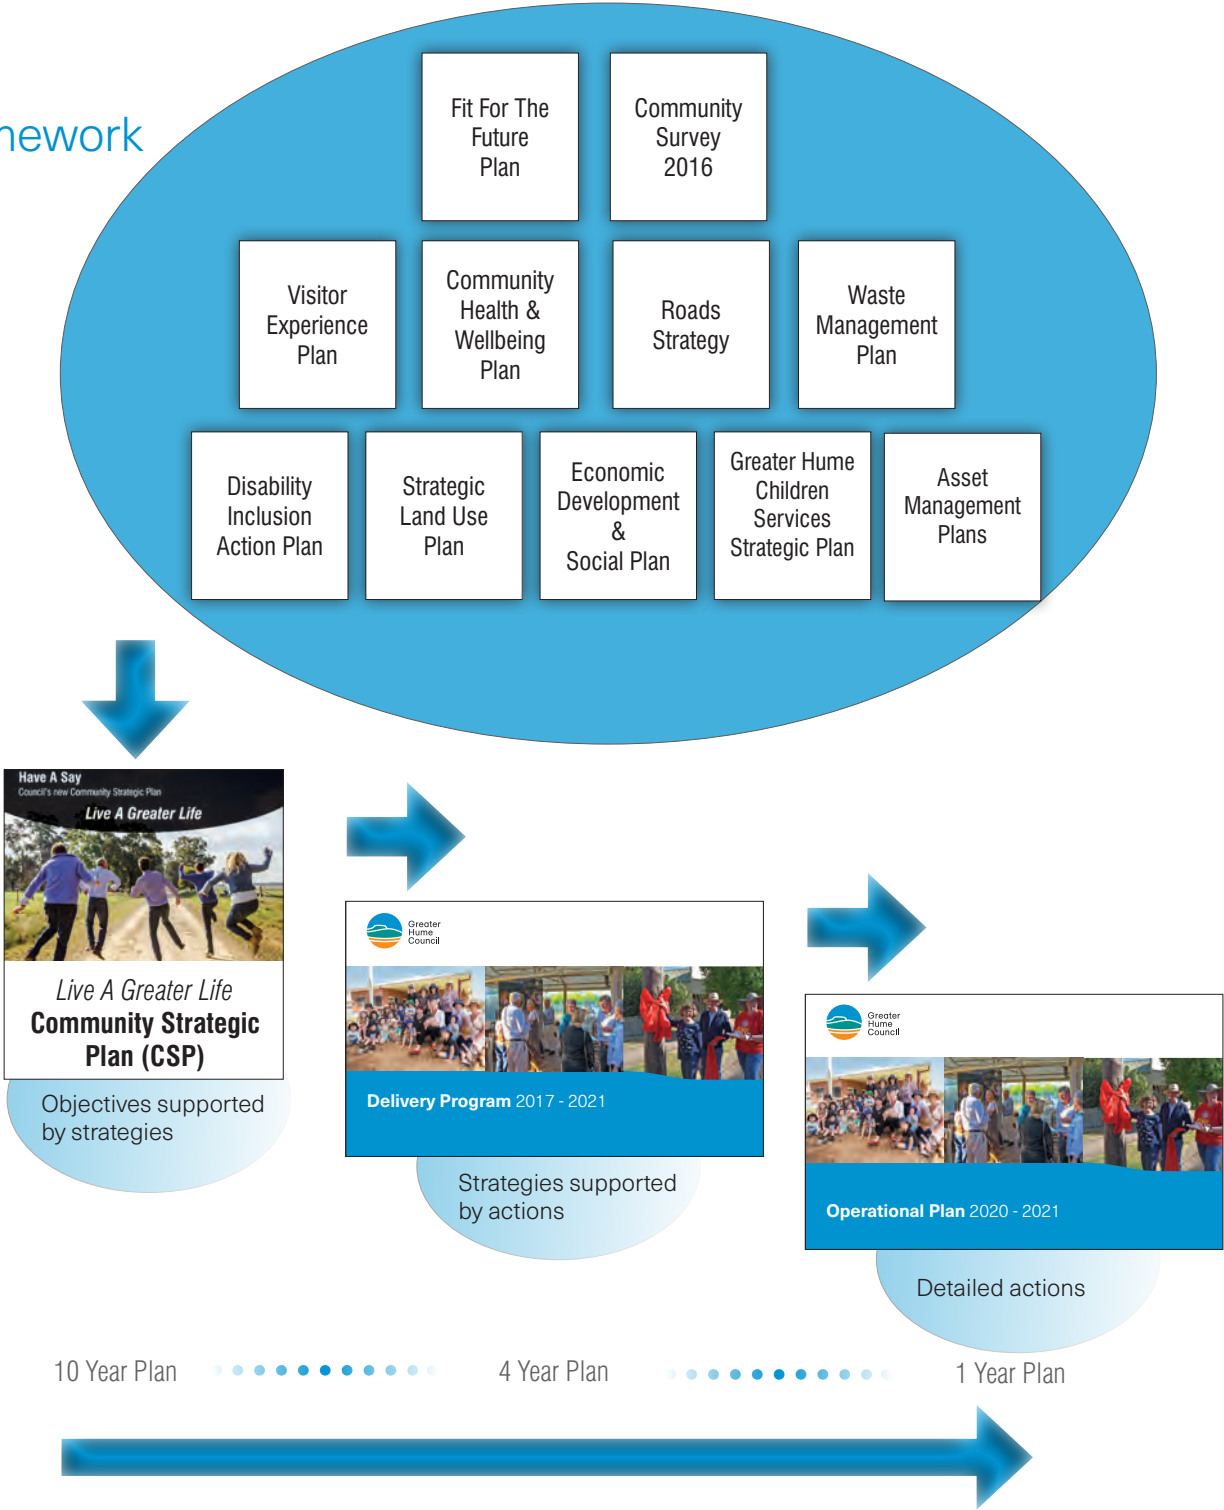 mework
Fit For The
Future
Plan
Community
Survey
2016
Visitor
Experience
Plan
Community
Health &
Wellbeing
Plan
Roads
Strategy
Waste
Management
Plan
Disability
Inclusion
Action Plan
Strategic
Land Use
Plan
Economic
Development
&
Social Plan
Greater Hume
Children
Services
Strategic Plan
Asset
Management
Plans
Have A Say
Council's new Community Strategic Plan
Live A Greater Life
Live A Greater Life
Community Strategic
Plan (CSP)
Objectives supported
by strategies
Greater
Hume
Council
Delivery Program 2017 - 2021
Strategies supported
by actions
Greater
Hume
Council
Operational Plan 2020 - 2021
Detailed actions
10 Year Plan
4 Year Plan
1 Year Plan